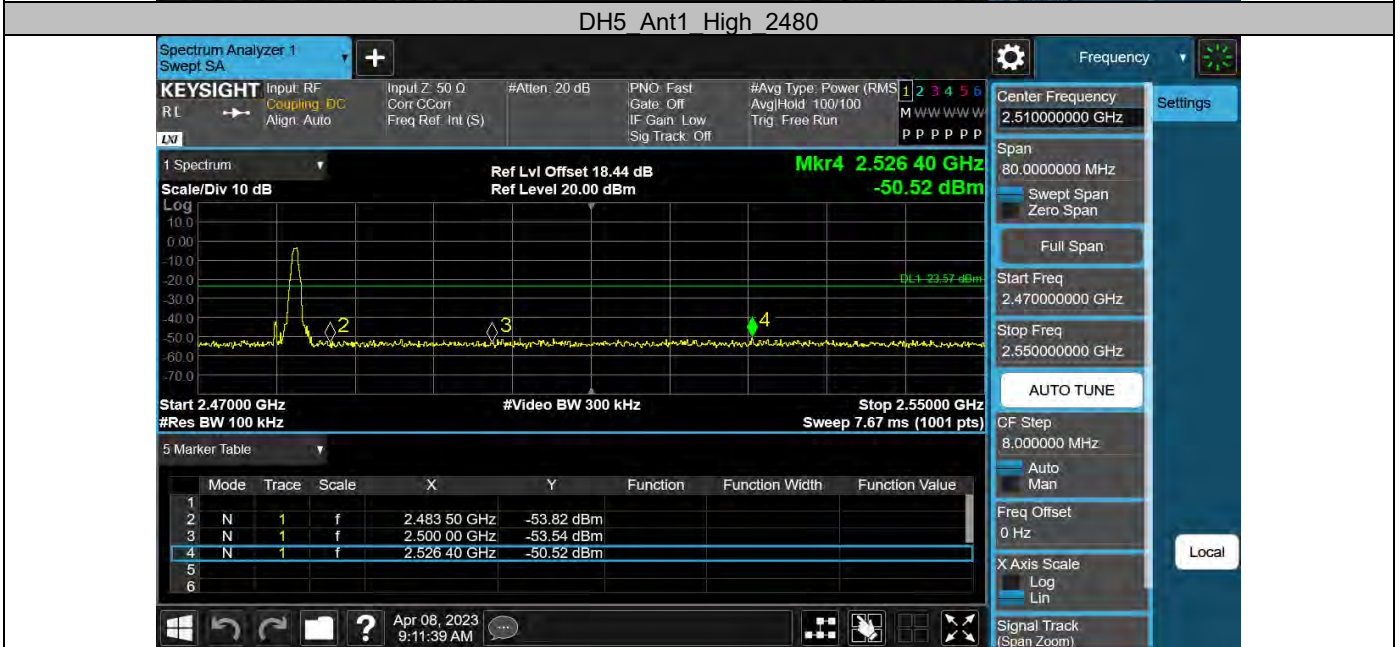 DH5_Ant1_High_2480
Spectrum Analyzer 1
Swept SA
+
Frequency
KEYSIGHT
Input: RF
Coupling: DC
Align: Auto
Input Z: 50 Ω
Corr CCorr
Freq Ref: Int (S)
#Atten: 20 dB
PNO: Fast
Gate: Off
IF Gain: Low
Sig Track: Off
#Avg Type: Power (RMS
Avg|Hold: 100/100
Trig: Free Run
1 2 3 4 5 6
M W W W W W
P P P P P P
RL
LXI
Center Frequency
2.510000000 GHz
Settings
1 Spectrum
Scale/Div 10 dB
Ref Lvl Offset 18.44 dB
Ref Level 20.00 dBm
Mkr4 2.526 40 GHz
-50.52 dBm
Span
80.0000000 MHz
Swept Span
Zero Span
Full Span
Log
10.0
0.00
-10.0
-20.0
-30.0
-40.0
-50.0
-60.0
-70.0
DL1 -23.57 dBm
2
3
4
Start Freq
2.470000000 GHz
Stop Freq
2.550000000 GHz
AUTO TUNE
Start 2.47000 GHz
#Video BW 300 kHz
Stop 2.55000 GHz
#Res BW 100 kHz
Sweep 7.67 ms (1001 pts)
CF Step
8.000000 MHz
Auto
Man
5 Marker Table
Mode Trace Scale X Y Function Function Width Function Value
1
2 N 1 f 2.483 50 GHz -53.82 dBm
3 N 1 f 2.500 00 GHz -53.54 dBm
4 N 1 f 2.526 40 GHz -50.52 dBm
5
6
Freq Offset
0 Hz
Local
X Axis Scale
Log
Lin
Signal Track
(Span Zoom)
?
Apr 08, 2023
9:11:39 AM